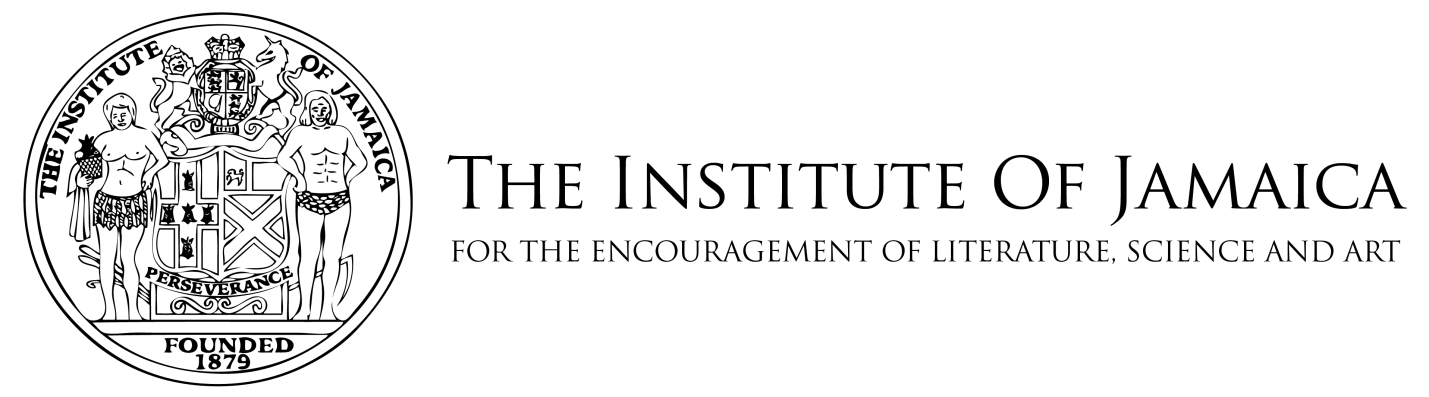 THE INSTITUTE OF JAMAICA
PERSEVERANCE
FOUNDED
1879
THE INSTITUTE OF JAMAICA
FOR THE ENCOURAGEMENT OF LITERATURE, SCIENCE AND ART